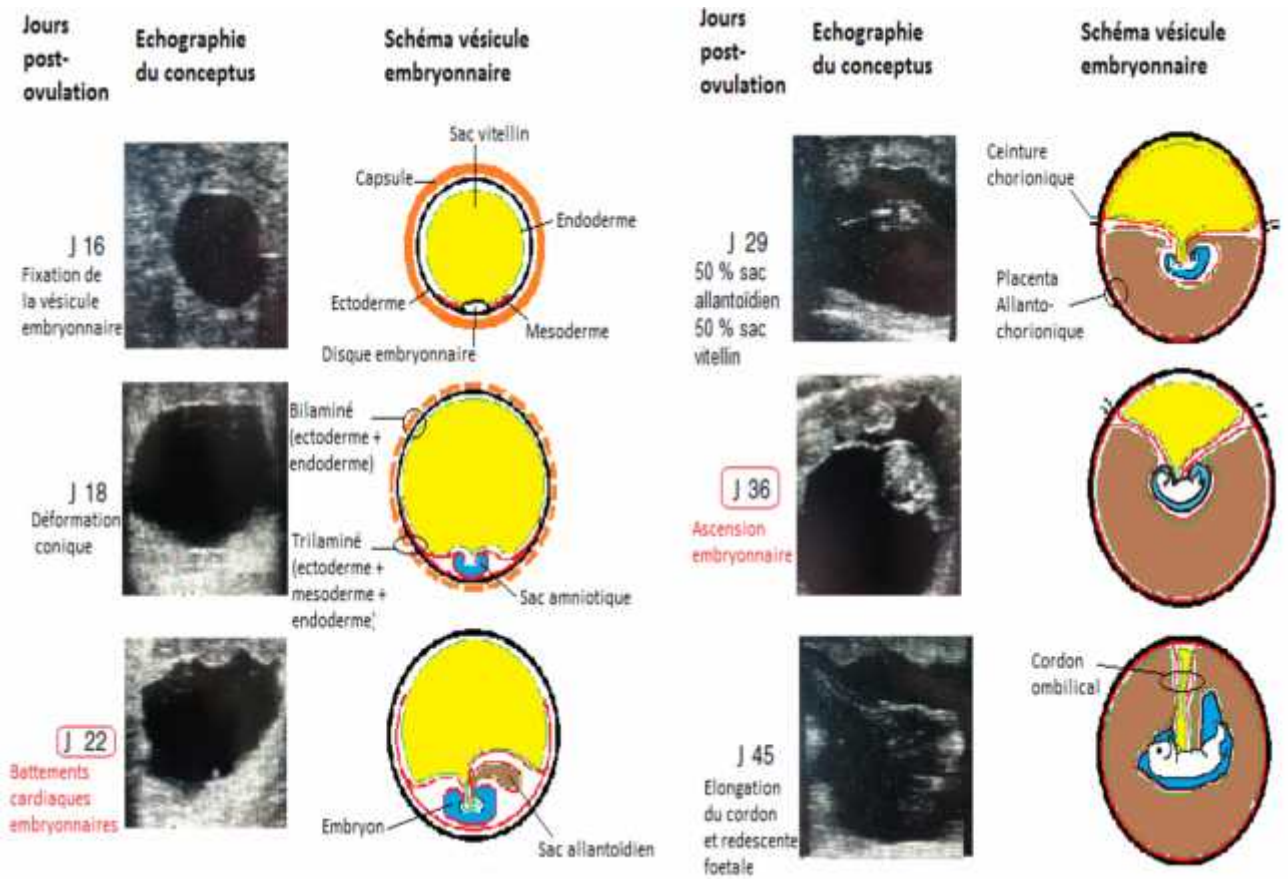 Jours
post-
ovulation
Echographie
du conceptus
Schéma vésicule
embryonnaire
J 16
Fixation de
la vésicule
embryonnaire
Sac vitellin
Capsule
Endoderme
Ectoderme
Mesoderme
Disque embryonnaire
J 18
Déformation
conique
Bilaminé
(ectoderme +
endoderme)
Trilaminé
(ectoderme +
mesoderme +
endoderme)
Sac amniotique
J 22
Battements
cardiaques
embryonnaires
Embryon
Sac allantoïdien
Jours
post-
ovulation
Echographie
du conceptus
Schéma vésicule
embryonnaire
J 29
50 % sac
allantoïdien
50 % sac
vitellin
Ceinture
chorionique
Placenta
Allanto-
chorionique
J 36
Ascension
embryonnaire
J 45
Elongation
du cordon
et redescente
foetale
Cordon
ombilical